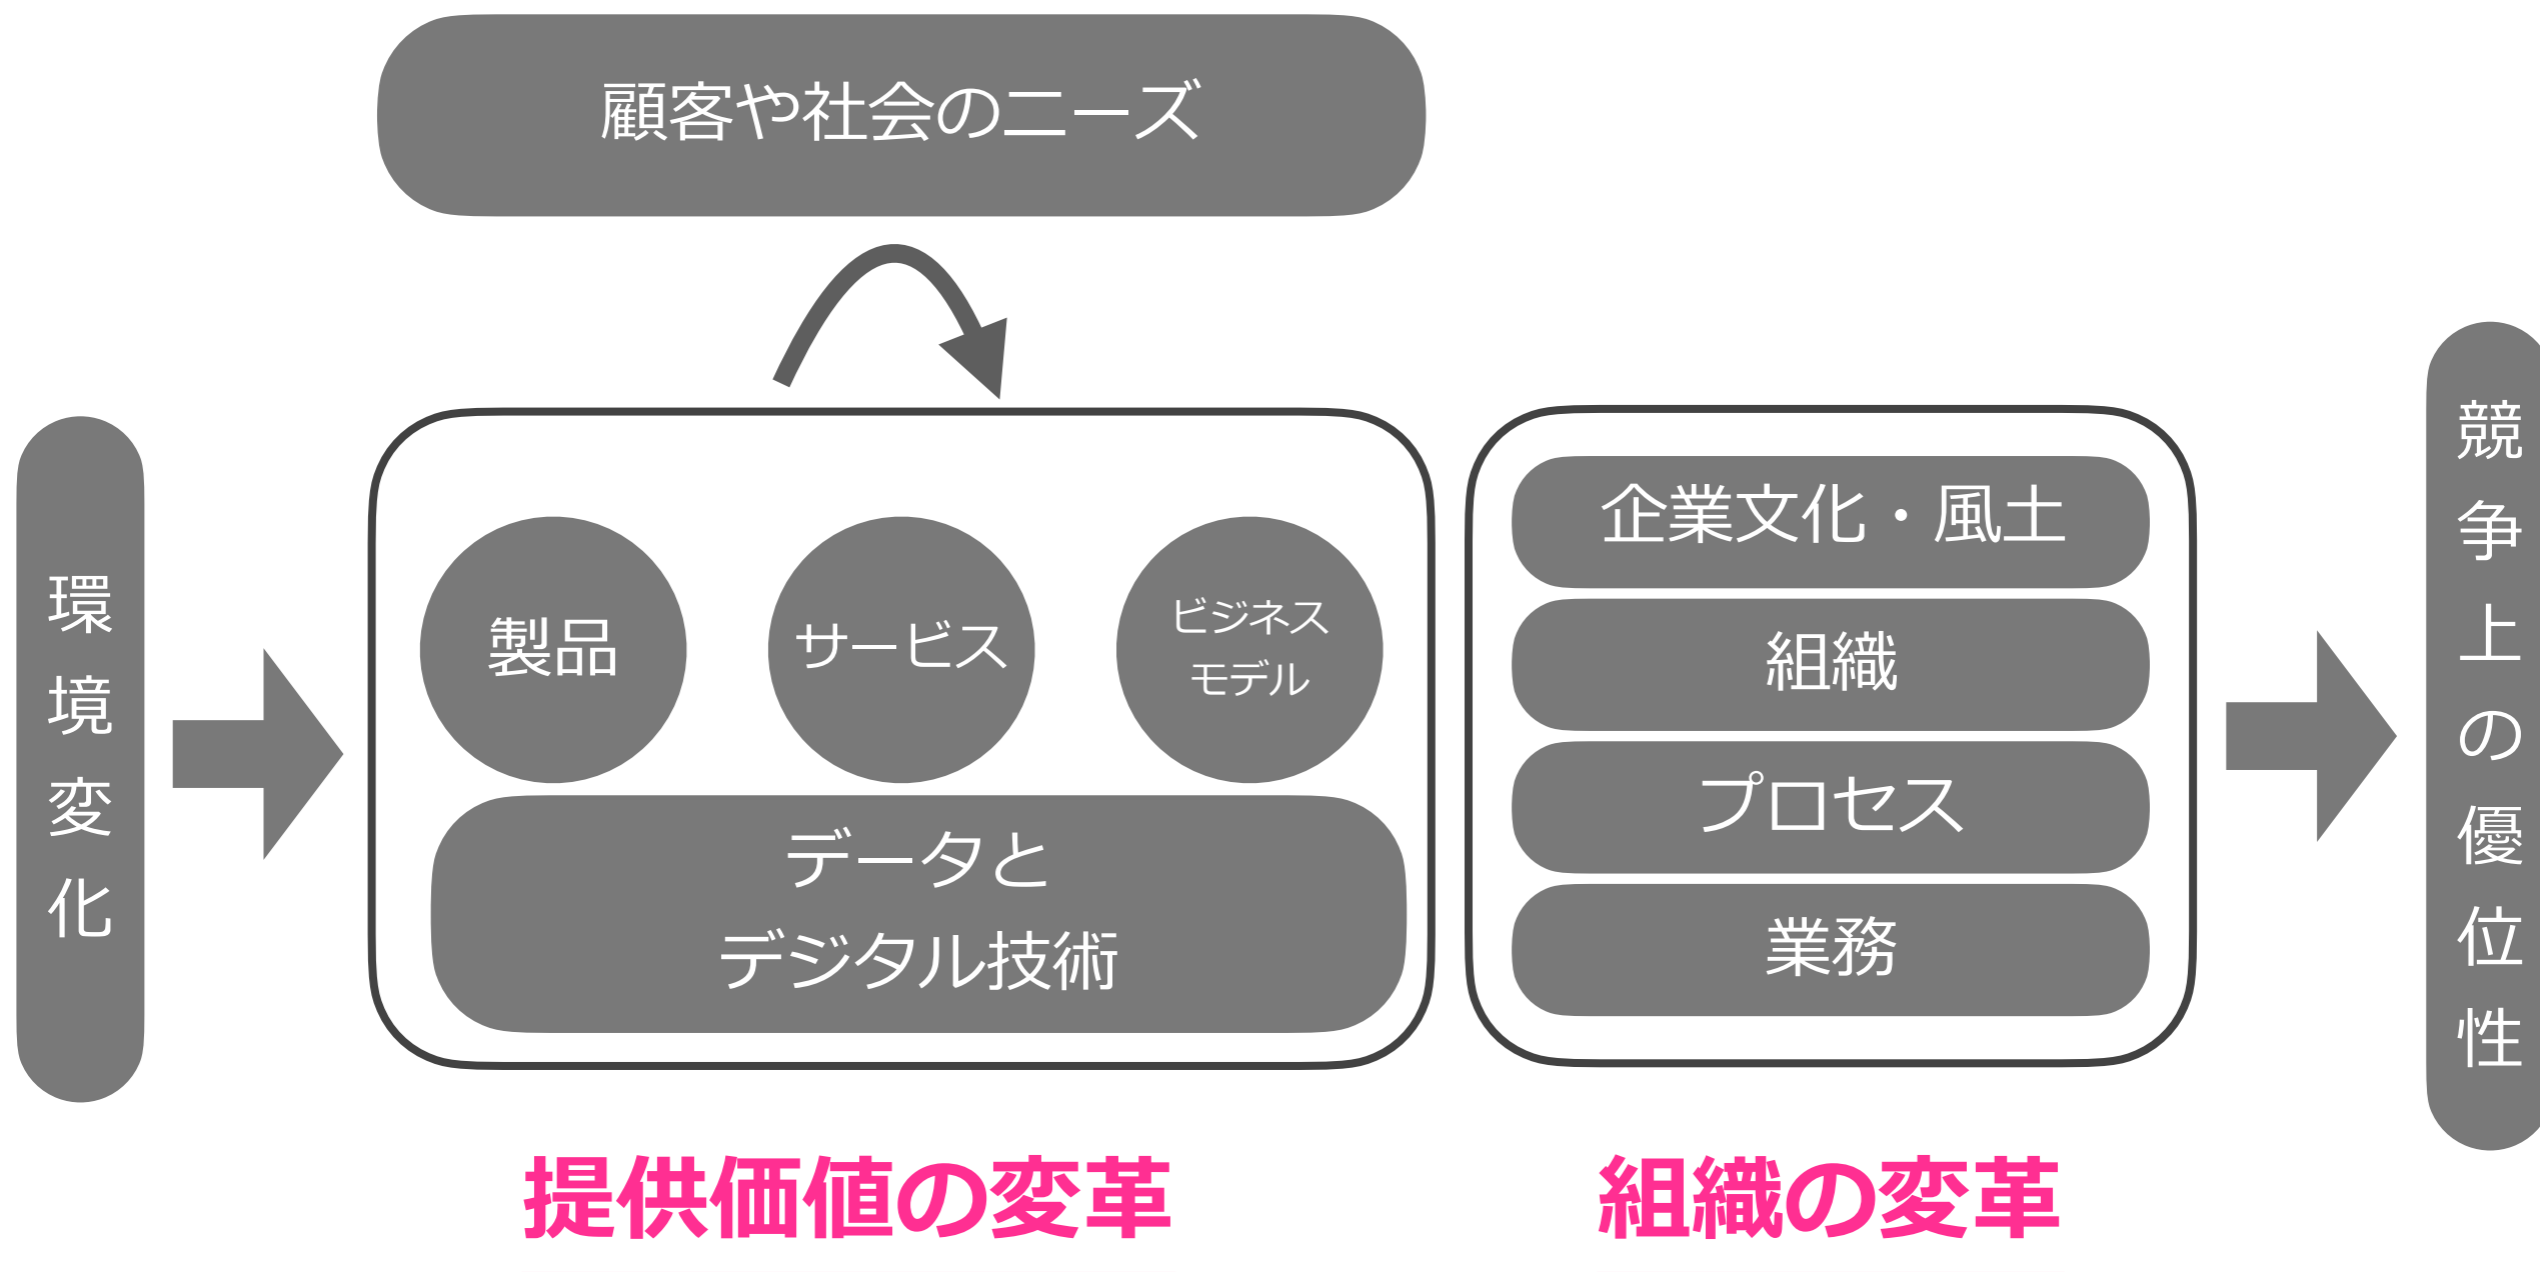 顧客や社会のニーズ
環境変化
製品
サービス
ビジネス
モデル
データと
デジタル技術
企業文化・風土
組織
プロセス
業務
競争上の優位性
提供価値の変革
組織の変革